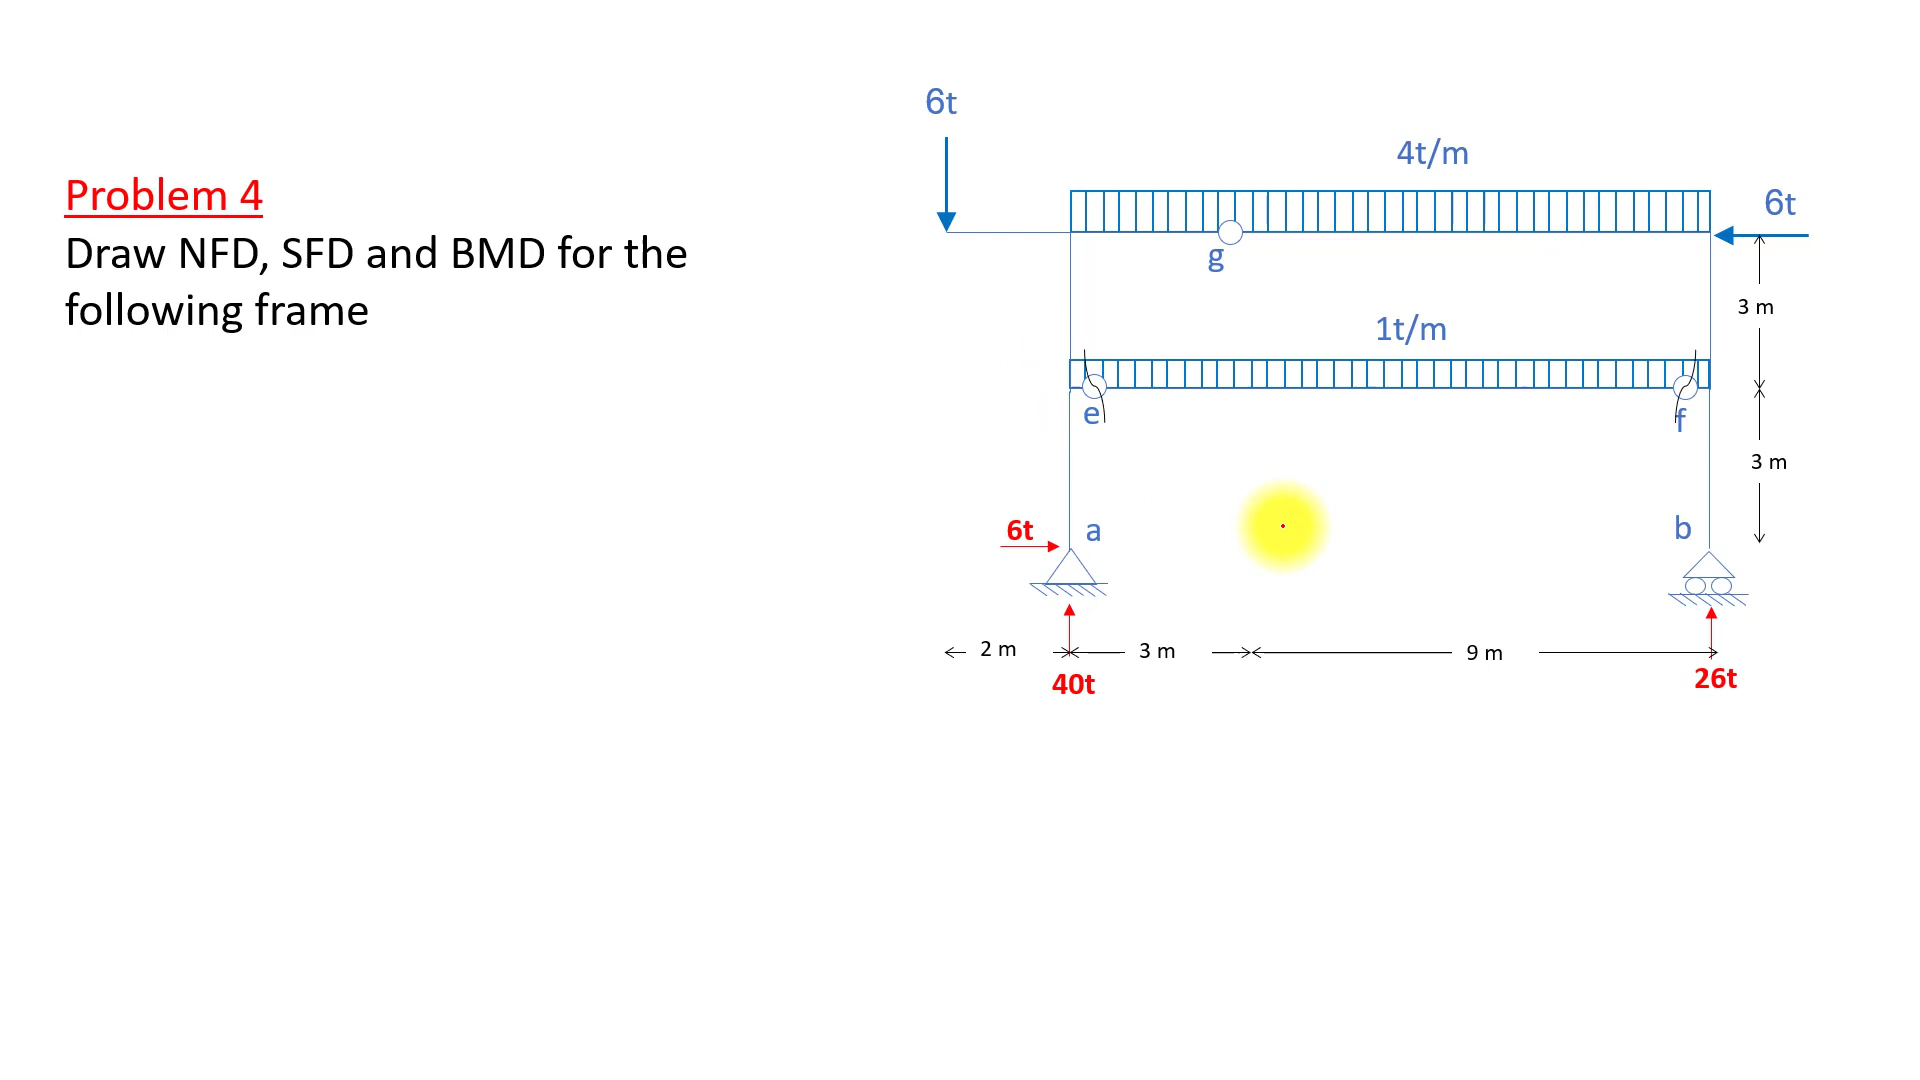 Problem 4
Draw NFD, SFD and BMD for the
following frame
6t
4t/m
6t
g
3 m
1t/m
e
f
3 m
6t
a
b
2 m
3 m
9 m
40t
26t